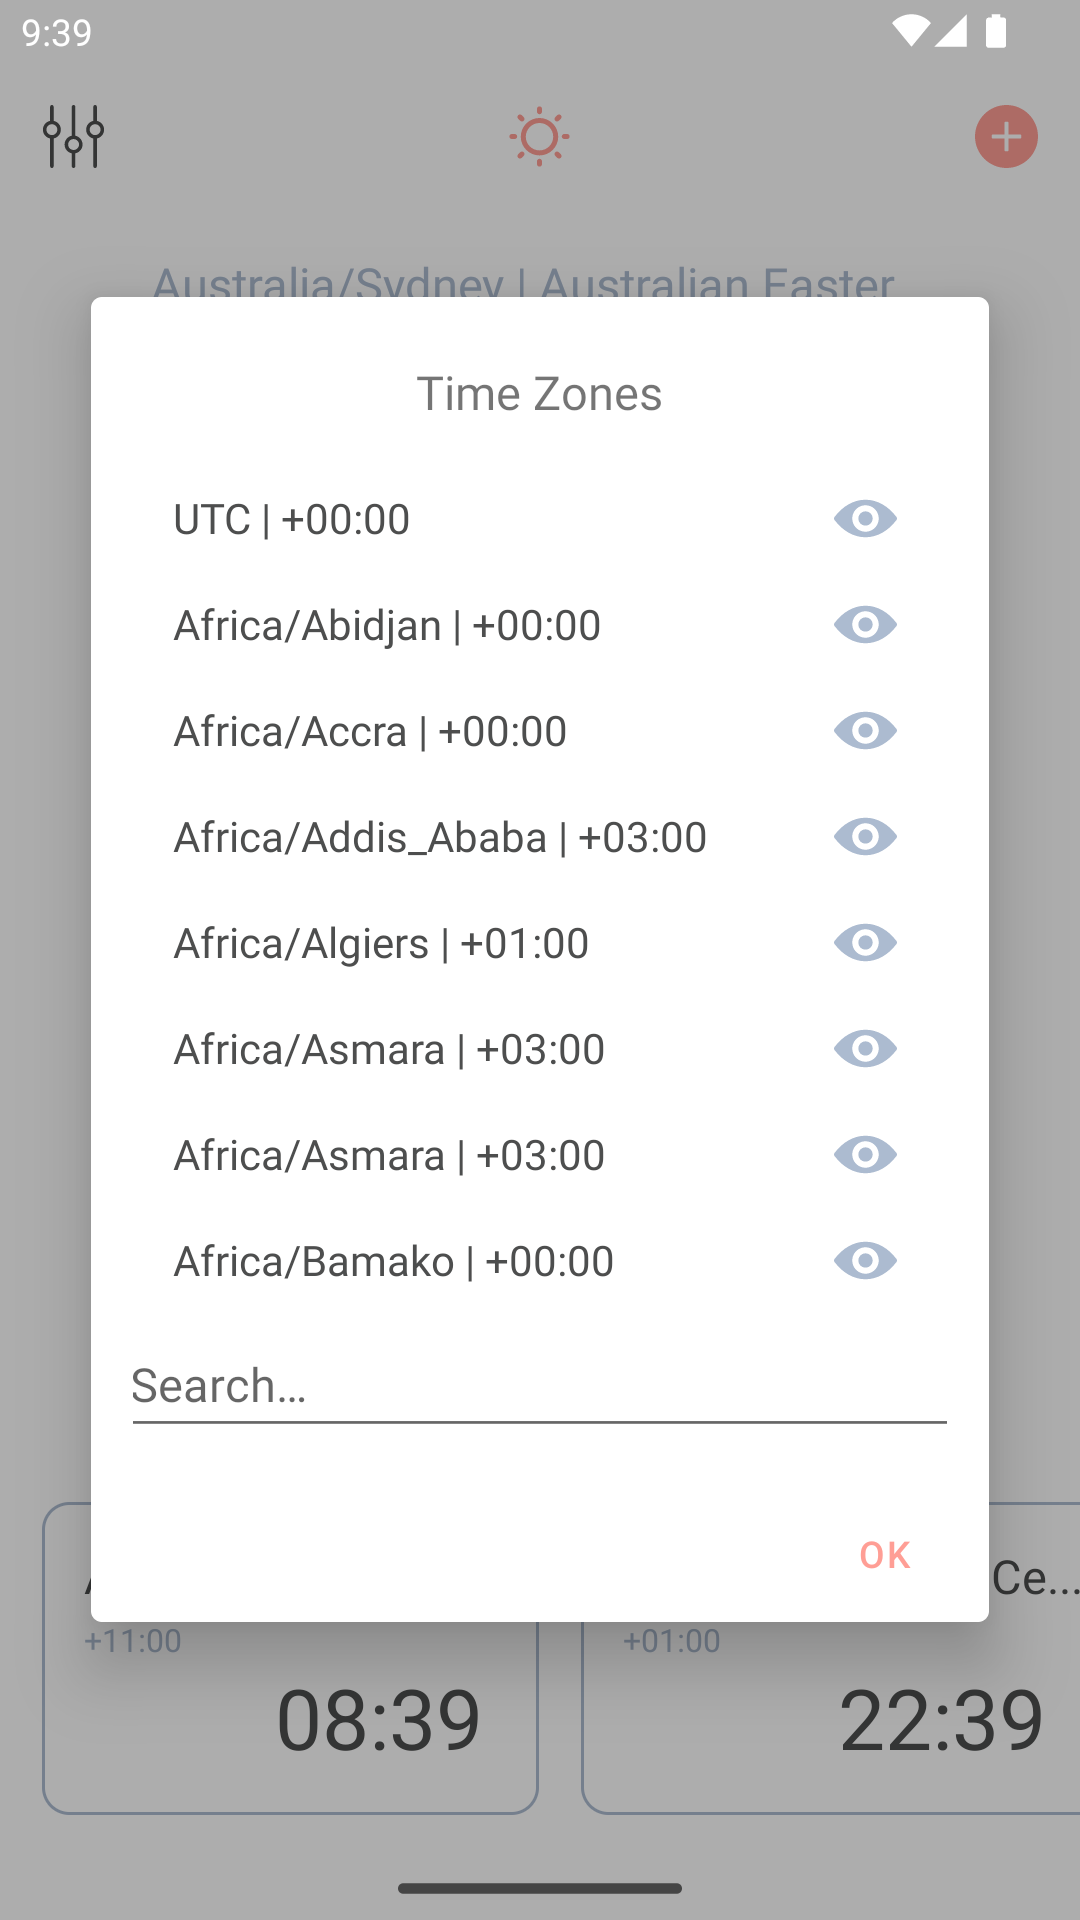 9:39
Australia/Sydney | Australian Easter
Time Zones
UTC | +00:00
Africa/Abidjan | +00:00
Africa/Accra | +00:00
Africa/Addis_Ababa | +03:00
Africa/Algiers | +01:00
Africa/Asmara | +03:00
Africa/Asmara | +03:00
Africa/Bamako | +00:00
Search...
OK
Ce...
+11:00
+01:00
08:39
22:39